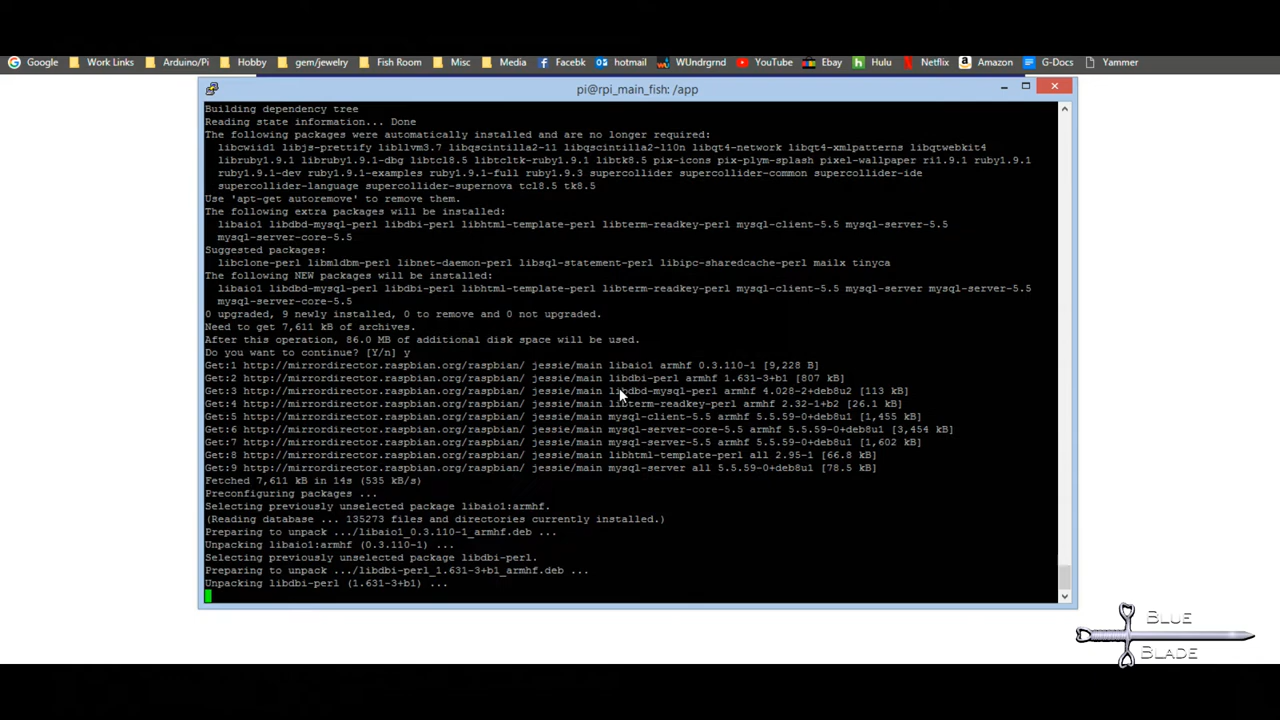 Google Work Links Arduino/Pi Hobby gem/jewelry Fish Room Misc Media Facebk hotmail WUndrgrnd YouTube Ebay Hulu Netflix Amazon G-Docs Yammer
pi@rpi_main_fish: /app
Building dependency tree
Reading state information... Done
The following packages were automatically installed and are no longer required:
libcwiid1 libjs-prettify libllvm3.7 libqscintilla2-11 libqscintilla2-l10n libqt4-network libqt4-xmlpatterns libqtwebkit4
libruby1.9.1 libruby1.9.1-dbg libtcl8.5 libtcltk-ruby1.9.1 libtk8.5 pix-icons pix-plym-splash pixel-wallpaper ri1.9.1 ruby1.9.1
ruby1.9.1-dev ruby1.9.1-examples ruby1.9.1-full ruby1.9.3 supercollider supercollider-common supercollider-ide
supercollider-language supercollider-supernova tcl8.5 tk8.5
Use 'apt-get autoremove' to remove them.
The following extra packages will be installed:
libaio1 libdbd-mysql-perl libdbi-perl libhtml-template-perl libterm-readkey-perl mysql-client-5.5 mysql-server-5.5
mysql-server-core-5.5
Suggested packages:
libclone-perl libmldbm-perl libnet-daemon-perl libsql-statement-perl libipc-sharedcache-perl mailx tinyca
The following NEW packages will be installed:
libaio1 libdbd-mysql-perl libdbi-perl libhtml-template-perl libterm-readkey-perl mysql-client-5.5 mysql-server mysql-server-5.5
mysql-server-core-5.5
0 upgraded, 9 newly installed, 0 to remove and 0 not upgraded.
Need to get 7,611 kB of archives.
After this operation, 86.0 MB of additional disk space will be used.
Do you want to continue? [Y/n] y
Get:1 http://mirrordirector.raspbian.org/raspbian/ jessie/main libaio1 armhf 0.3.110-1 [9,228 B]
Get:2 http://mirrordirector.raspbian.org/raspbian/ jessie/main libdbi-perl armhf 1.631-3+b1 [807 kB]
Get:3 http://mirrordirector.raspbian.org/raspbian/ jessie/main libdbd-mysql-perl armhf 4.028-2+deb8u2 [113 kB]
Get:4 http://mirrordirector.raspbian.org/raspbian/ jessie/main libterm-readkey-perl armhf 2.32-1+b2 [26.1 kB]
Get:5 http://mirrordirector.raspbian.org/raspbian/ jessie/main mysql-client-5.5 armhf 5.5.59-0+deb8u1 [1,455 kB]
Get:6 http://mirrordirector.raspbian.org/raspbian/ jessie/main mysql-server-core-5.5 armhf 5.5.59-0+deb8u1 [3,454 kB]
Get:7 http://mirrordirector.raspbian.org/raspbian/ jessie/main mysql-server-5.5 armhf 5.5.59-0+deb8u1 [1,602 kB]
Get:8 http://mirrordirector.raspbian.org/raspbian/ jessie/main libhtml-template-perl all 2.95-1 [66.8 kB]
Get:9 http://mirrordirector.raspbian.org/raspbian/ jessie/main mysql-server all 5.5.59-0+deb8u1 [78.5 kB]
Fetched 7,611 kB in 14s (535 kB/s)
Preconfiguring packages ...
Selecting previously unselected package libaio1:armhf.
(Reading database ... 135273 files and directories currently installed.)
Preparing to unpack .../libaio1_0.3.110-1_armhf.deb ...
Unpacking libaio1:armhf (0.3.110-1) ...
Selecting previously unselected package libdbi-perl.
Preparing to unpack .../libdbi-perl_1.631-3+b1_armhf.deb ...
Unpacking libdbi-perl (1.631-3+b1) ...
BLUE
BLADE